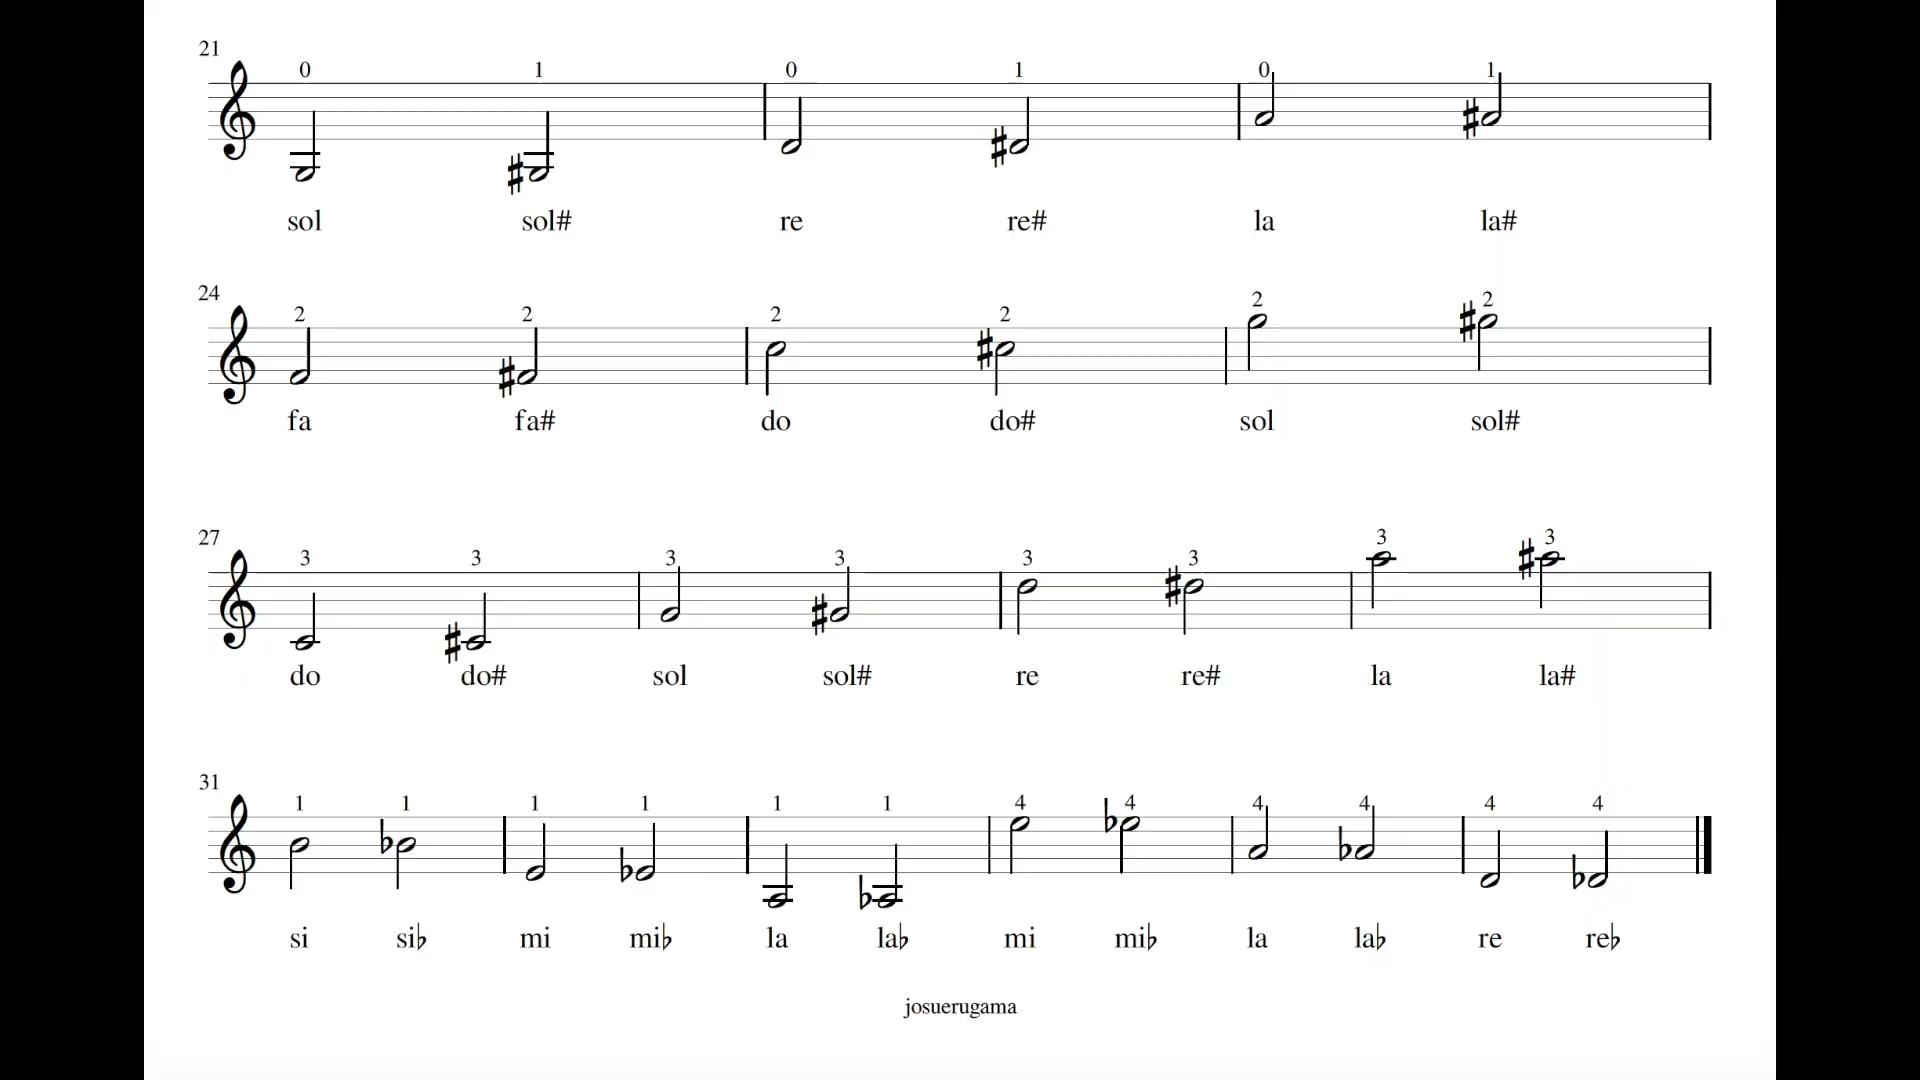 21
0 1 0 1 0 1
sol sol# re re# la la#
24
2 2 2 2 2 2
fa fa# do do# sol sol#
27
3 3 3 3 3 3 3 3
do do# sol sol# re re# la la#
31
1 1 1 1 1 1 4 4 4 4 4 4
si si♭ mi mi♭ la la♭ mi mi♭ la la♭ re re♭
josuerugama